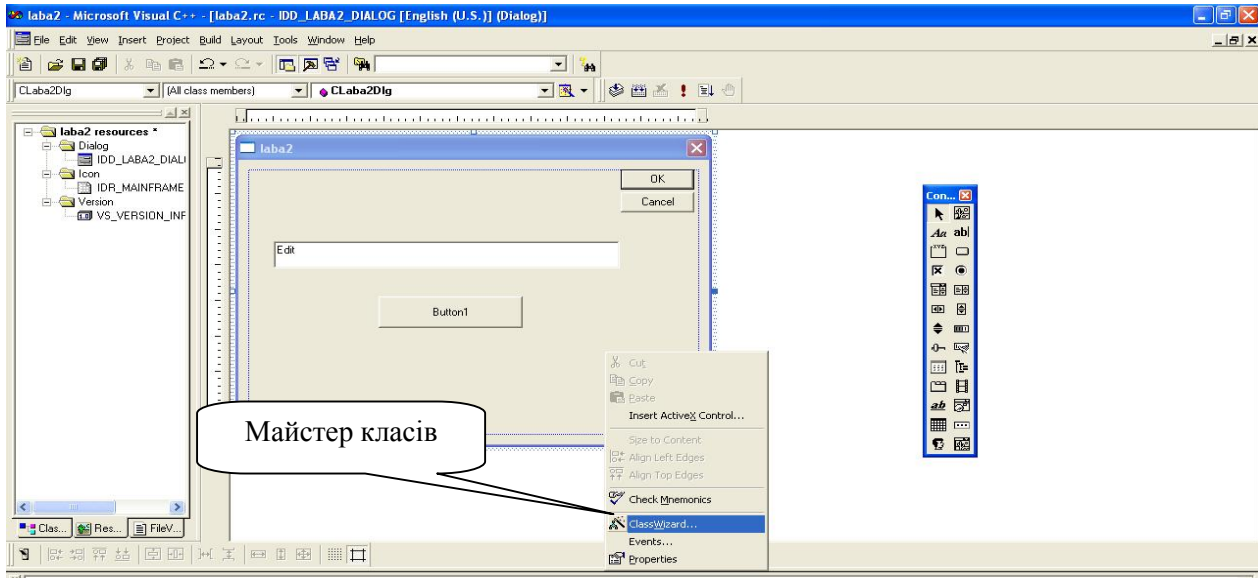 laba2 - Microsoft Visual C++ - [laba2.rc - IDD_LABA2_DIALOG [English (U.S.)] (Dialog)]
File Edit View Insert Project Build Layout Tools Window Help
CLaba2Dlg (All class members) CLaba2Dlg
laba2 resources *
Dialog
IDD_LABA2_DIAL
Icon
IDR_MAINFRAME
Version
VS_VERSION_INF
laba2
OK
Cancel
Edit
Button1
Con...
Aa ab|
ab
Cut
Copy
Paste
Insert ActiveX Control...
Size to Content
Align Left Edges
Align Top Edges
Check Mnemonics
ClassWizard...
Events...
Properties
Майстер класів
Clas... Res... FileV...